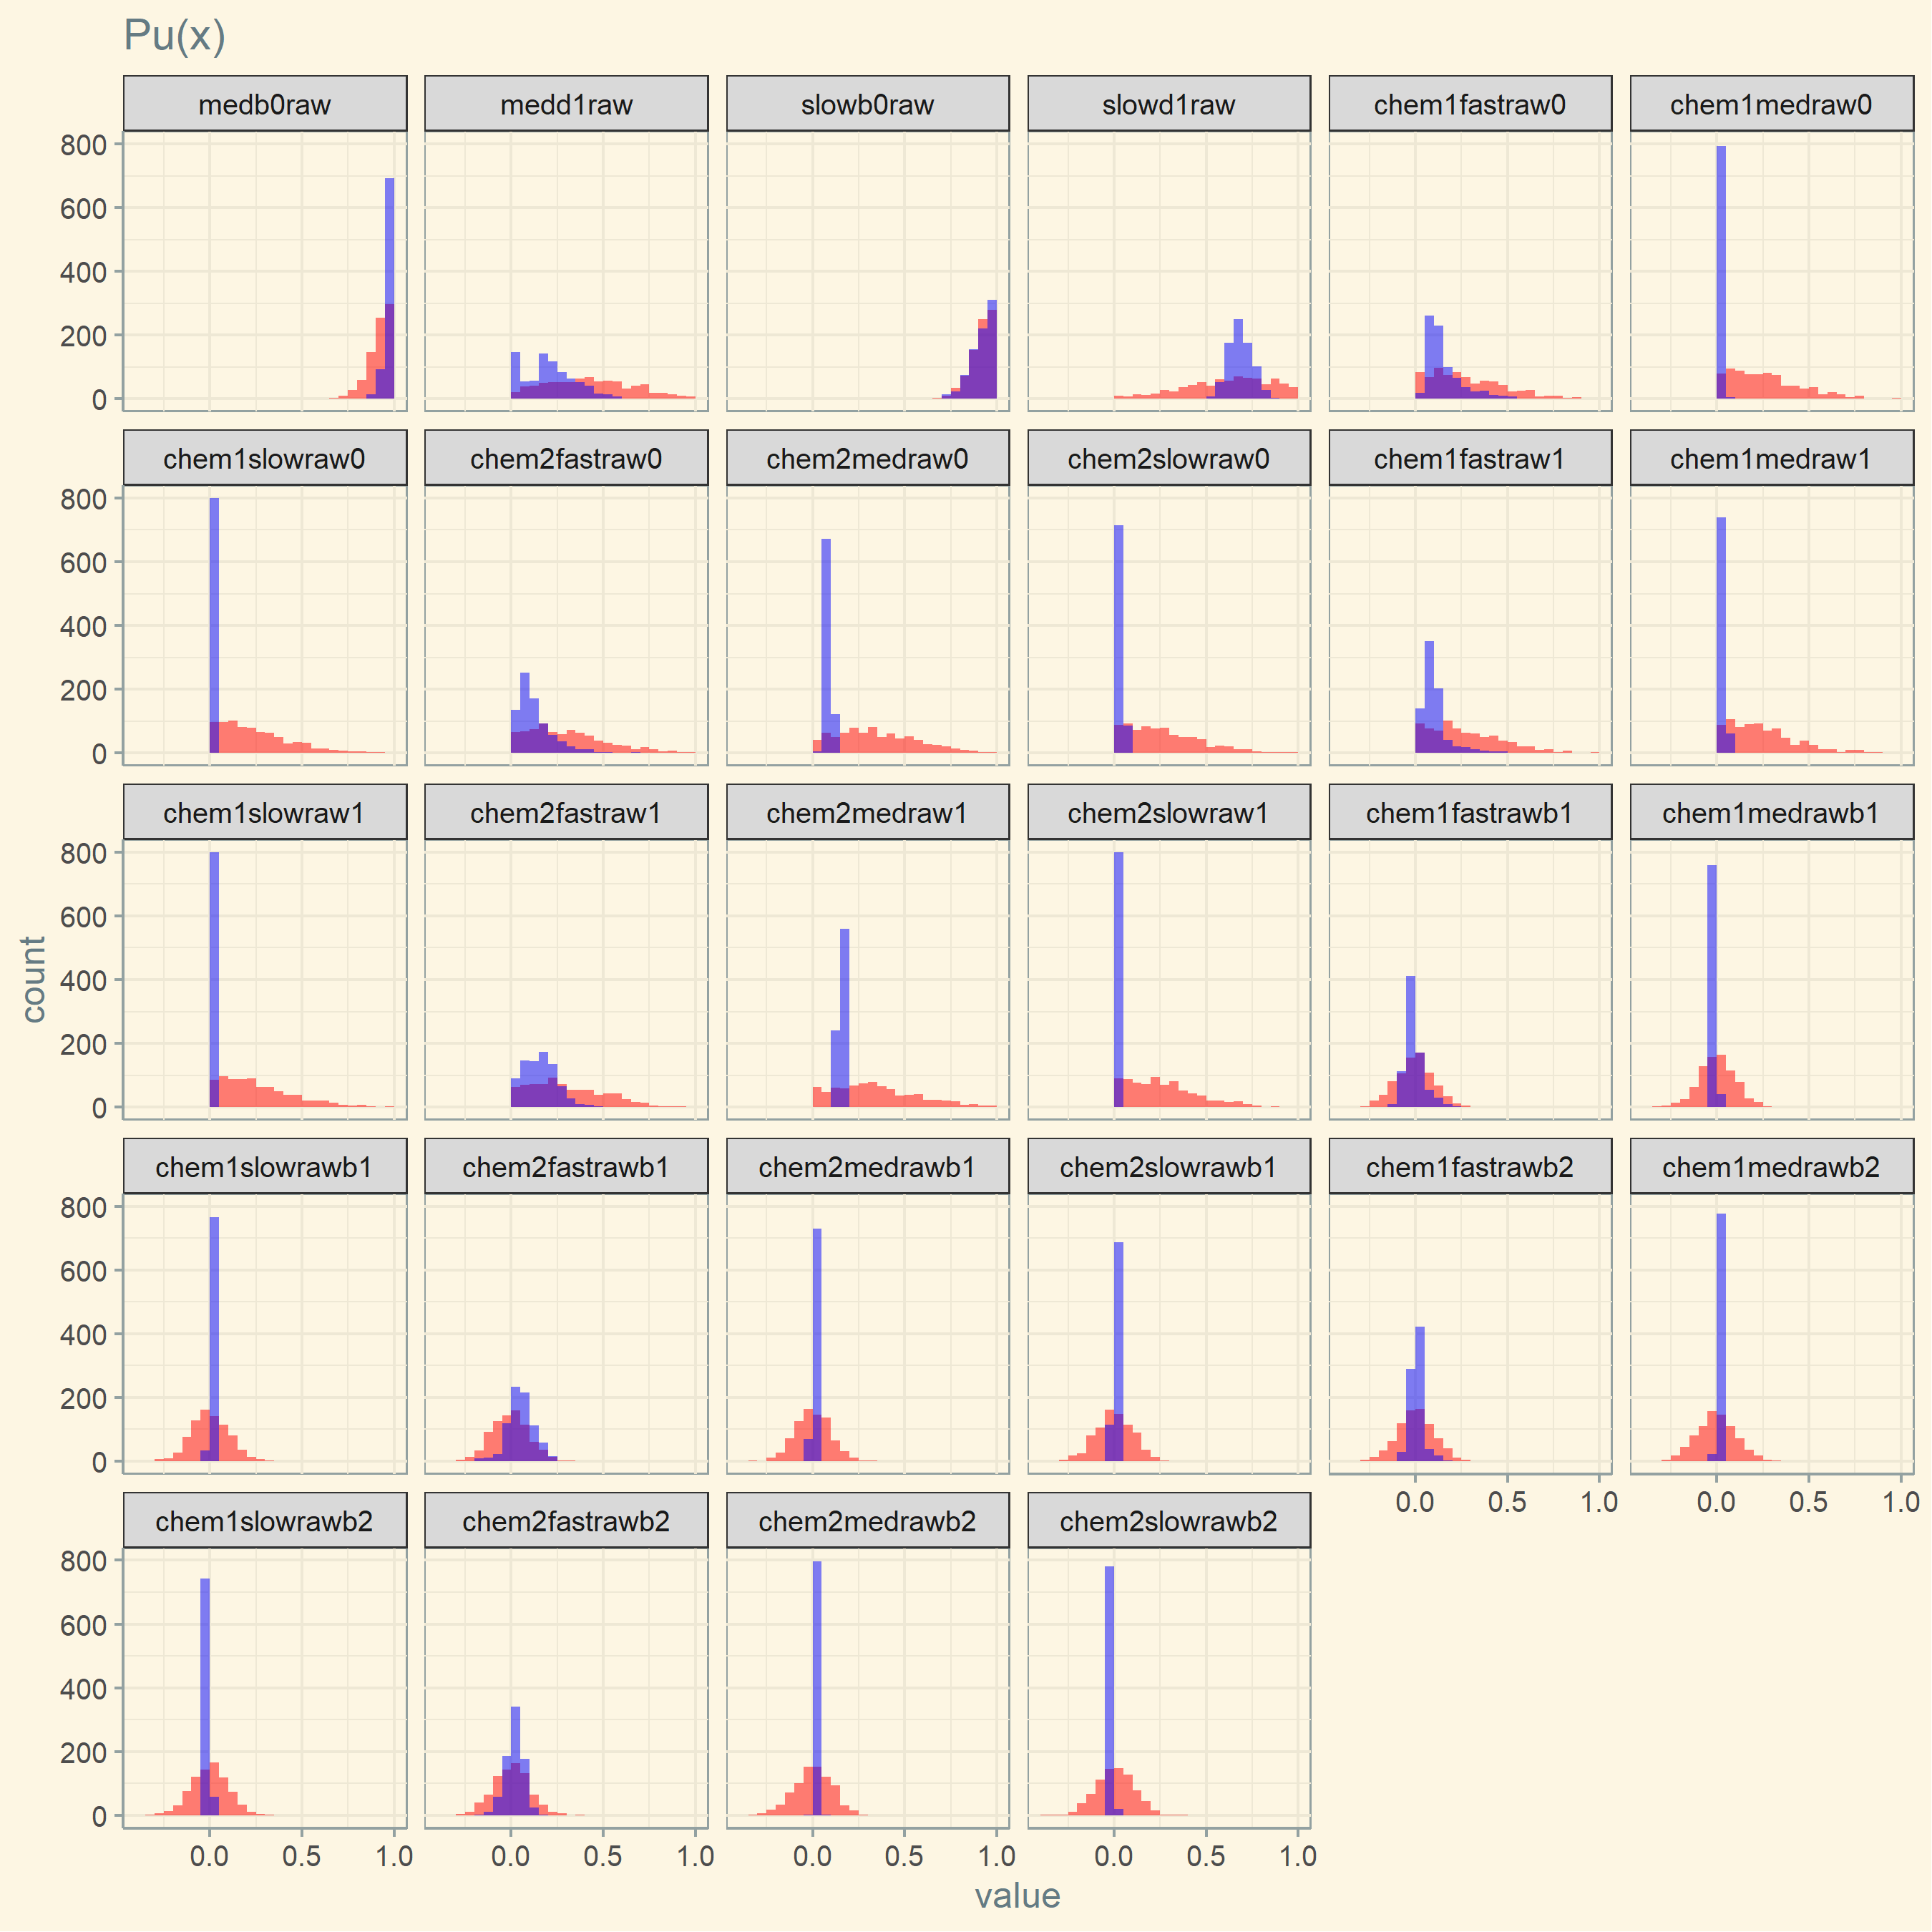 Pu(x)
medb0raw medd1raw slowb0raw slowd1raw chem1fastraw0 chem1medraw0
800
600
400
200
0
chem1slowraw0 chem2fastraw0 chem2medraw0 chem2slowraw0 chem1fastraw1 chem1medraw1
800
600
400
200
0
chem1slowraw1 chem2fastraw1 chem2medraw1 chem2slowraw1 chem1fastrawb1 chem1medrawb1
800
600
400
200
0
count
chem1slowrawb1 chem2fastrawb1 chem2medrawb1 chem2slowrawb1 chem1fastrawb2 chem1medrawb2
800
600
400
200
0
0.0 0.5 1.0 0.0 0.5 1.0
chem1slowrawb2 chem2fastrawb2 chem2medrawb2 chem2slowrawb2
800
600
400
200
0
0.0 0.5 1.0 0.0 0.5 1.0 0.0 0.5 1.0 0.0 0.5 1.0
value